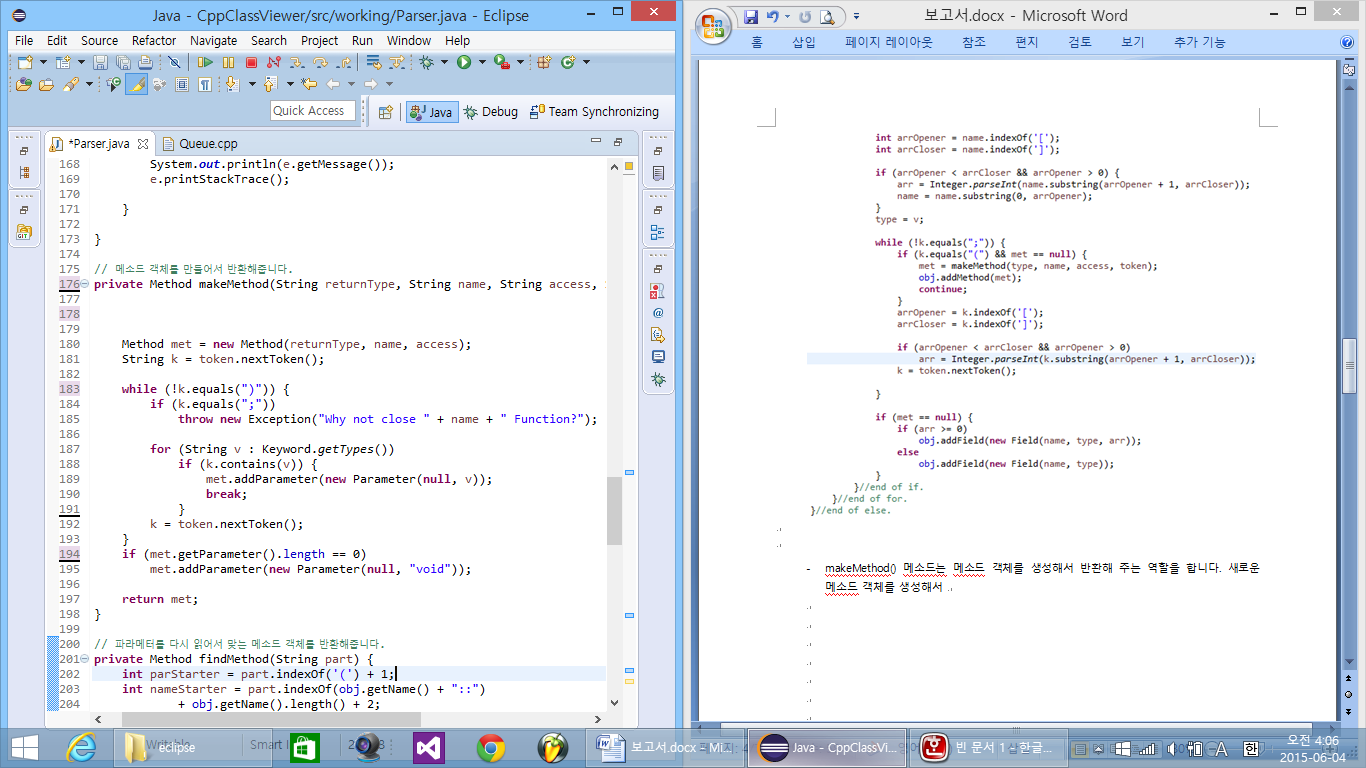 Java - CppClassViewer/src/working/Parser.java - Eclipse
File Edit Source Refactor Navigate Search Project Run Window Help
Quick Access
Java
Debug
Team Synchronizing
*Parser.java
Queue.cpp
168 System.out.println(e.getMessage());
169 e.printStackTrace();
170
171 }
172
173 }
174
175 // 메소드 객체를 만들어서 반환해줍니다.
176 private Method makeMethod(String returnType, String name, String access,
177
178
179
180 Method met = new Method(returnType, name, access);
181 String k = token.nextToken();
182
183 while (!k.equals(")")) {
184 if (k.equals(";"))
185 throw new Exception("Why not close " + name + " Function?");
186
187 for (String v : Keyword.getTypes())
188 if (k.contains(v)) {
189 met.addParameter(new Parameter(null, v));
190 break;
191 }
192 k = token.nextToken();
193 }
194 if (met.getParameter().length == 0)
195 met.addParameter(new Parameter(null, "void"));
196
197 return met;
198 }
199
200 // 파라메터를 다시 읽어서 맞는 메소드 객체를 반환해줍니다.
201 private Method findMethod(String part) {
202 int parStarter = part.indexOf('(') + 1;
203 int nameStarter = part.indexOf(obj.getName() + "::")
204 + obj.getName().length() + 2;
보고서.docx - Microsoft Word
홈 삽입 페이지 레이아웃 참조 편지 검토 보기 추가 기능
int arrOpener = name.indexOf('[');
int arrCloser = name.indexOf(']');
if (arrOpener < arrCloser && arrOpener > 0) {
arr = Integer.parseInt(name.substring(arrOpener + 1, arrCloser));
name = name.substring(0, arrOpener);
}
type = v;
while (!k.equals(";")) {
if (k.equals("(") && met == null) {
met = makeMethod(type, name, access, token);
obj.addMethod(met);
continue;
}
arrOpener = k.indexOf('[');
arrCloser = k.indexOf(']');
if (arrOpener < arrCloser && arrOpener > 0)
arr = Integer.parseInt(k.substring(arrOpener + 1, arrCloser));
k = token.nextToken();
}
if (met == null) {
if (arr >= 0)
obj.addField(new Field(name, type, arr));
else
obj.addField(new Field(name, type));
}
}//end of if.
}//end of for.
}//end of else.
- makeMethod() 메소드는 메소드 객체를 생성해서 반환해 주는 역할을 합니다. 새로운
메소드 객체를 생성해서
eclipse
보고서.docx - Mi...
Java - CppClassVi...
빈 문서 1 - 한글...
A 한
오전 4:06
2015-06-04